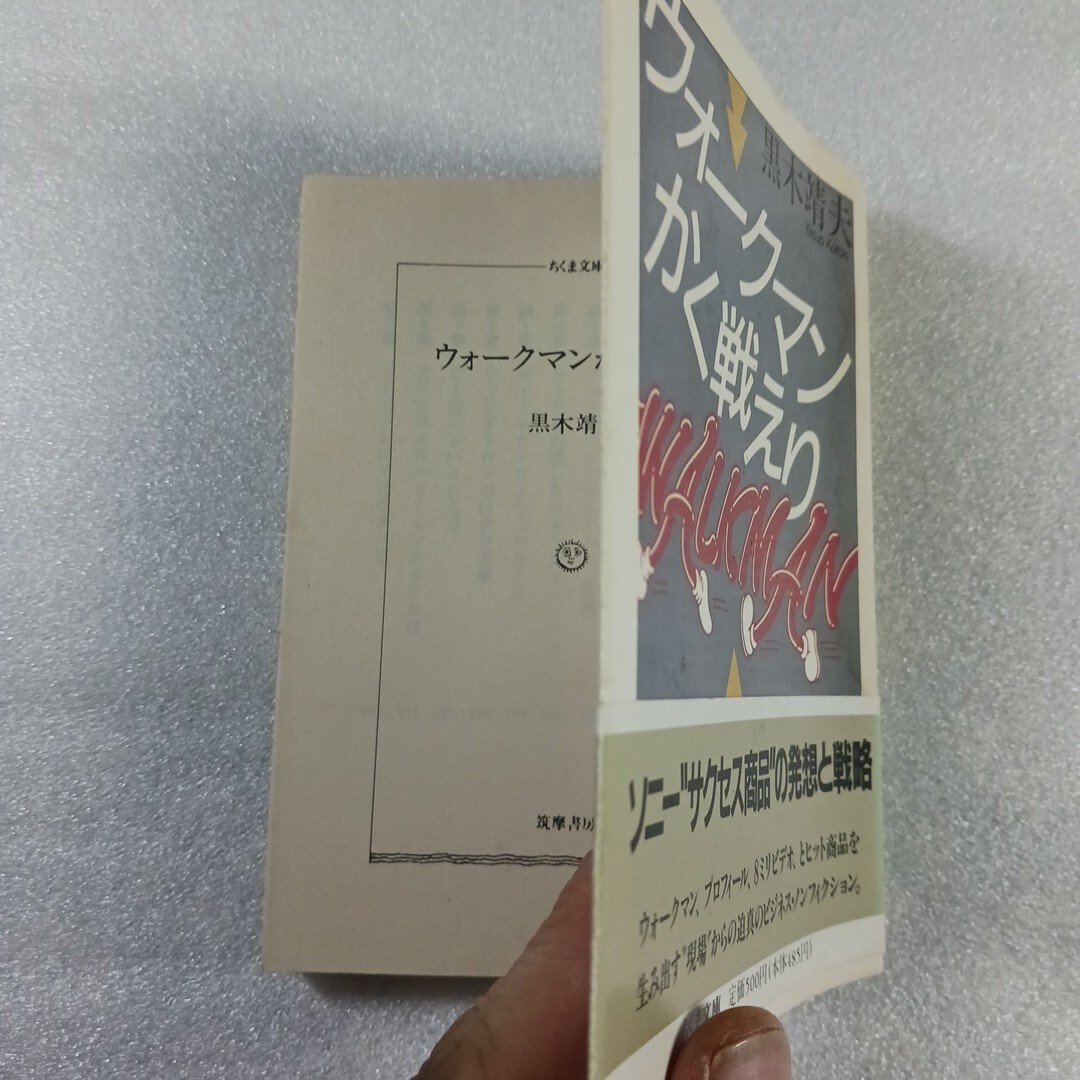 ちくま文庫
ウォークマンか
黒木靖
筑摩書房
ウォークマン
かく戦えり
黒木靖夫
Yasuo Kuroki
WALKMAN
ソニー"サクセス商品"の発想と戦略
ウォークマン、プロフィール、8ミリビデオ、とヒット商品を
生み出す"現場"からの迫真のビジネス・ノンフィクション。
文庫 定価500円(本体485円)